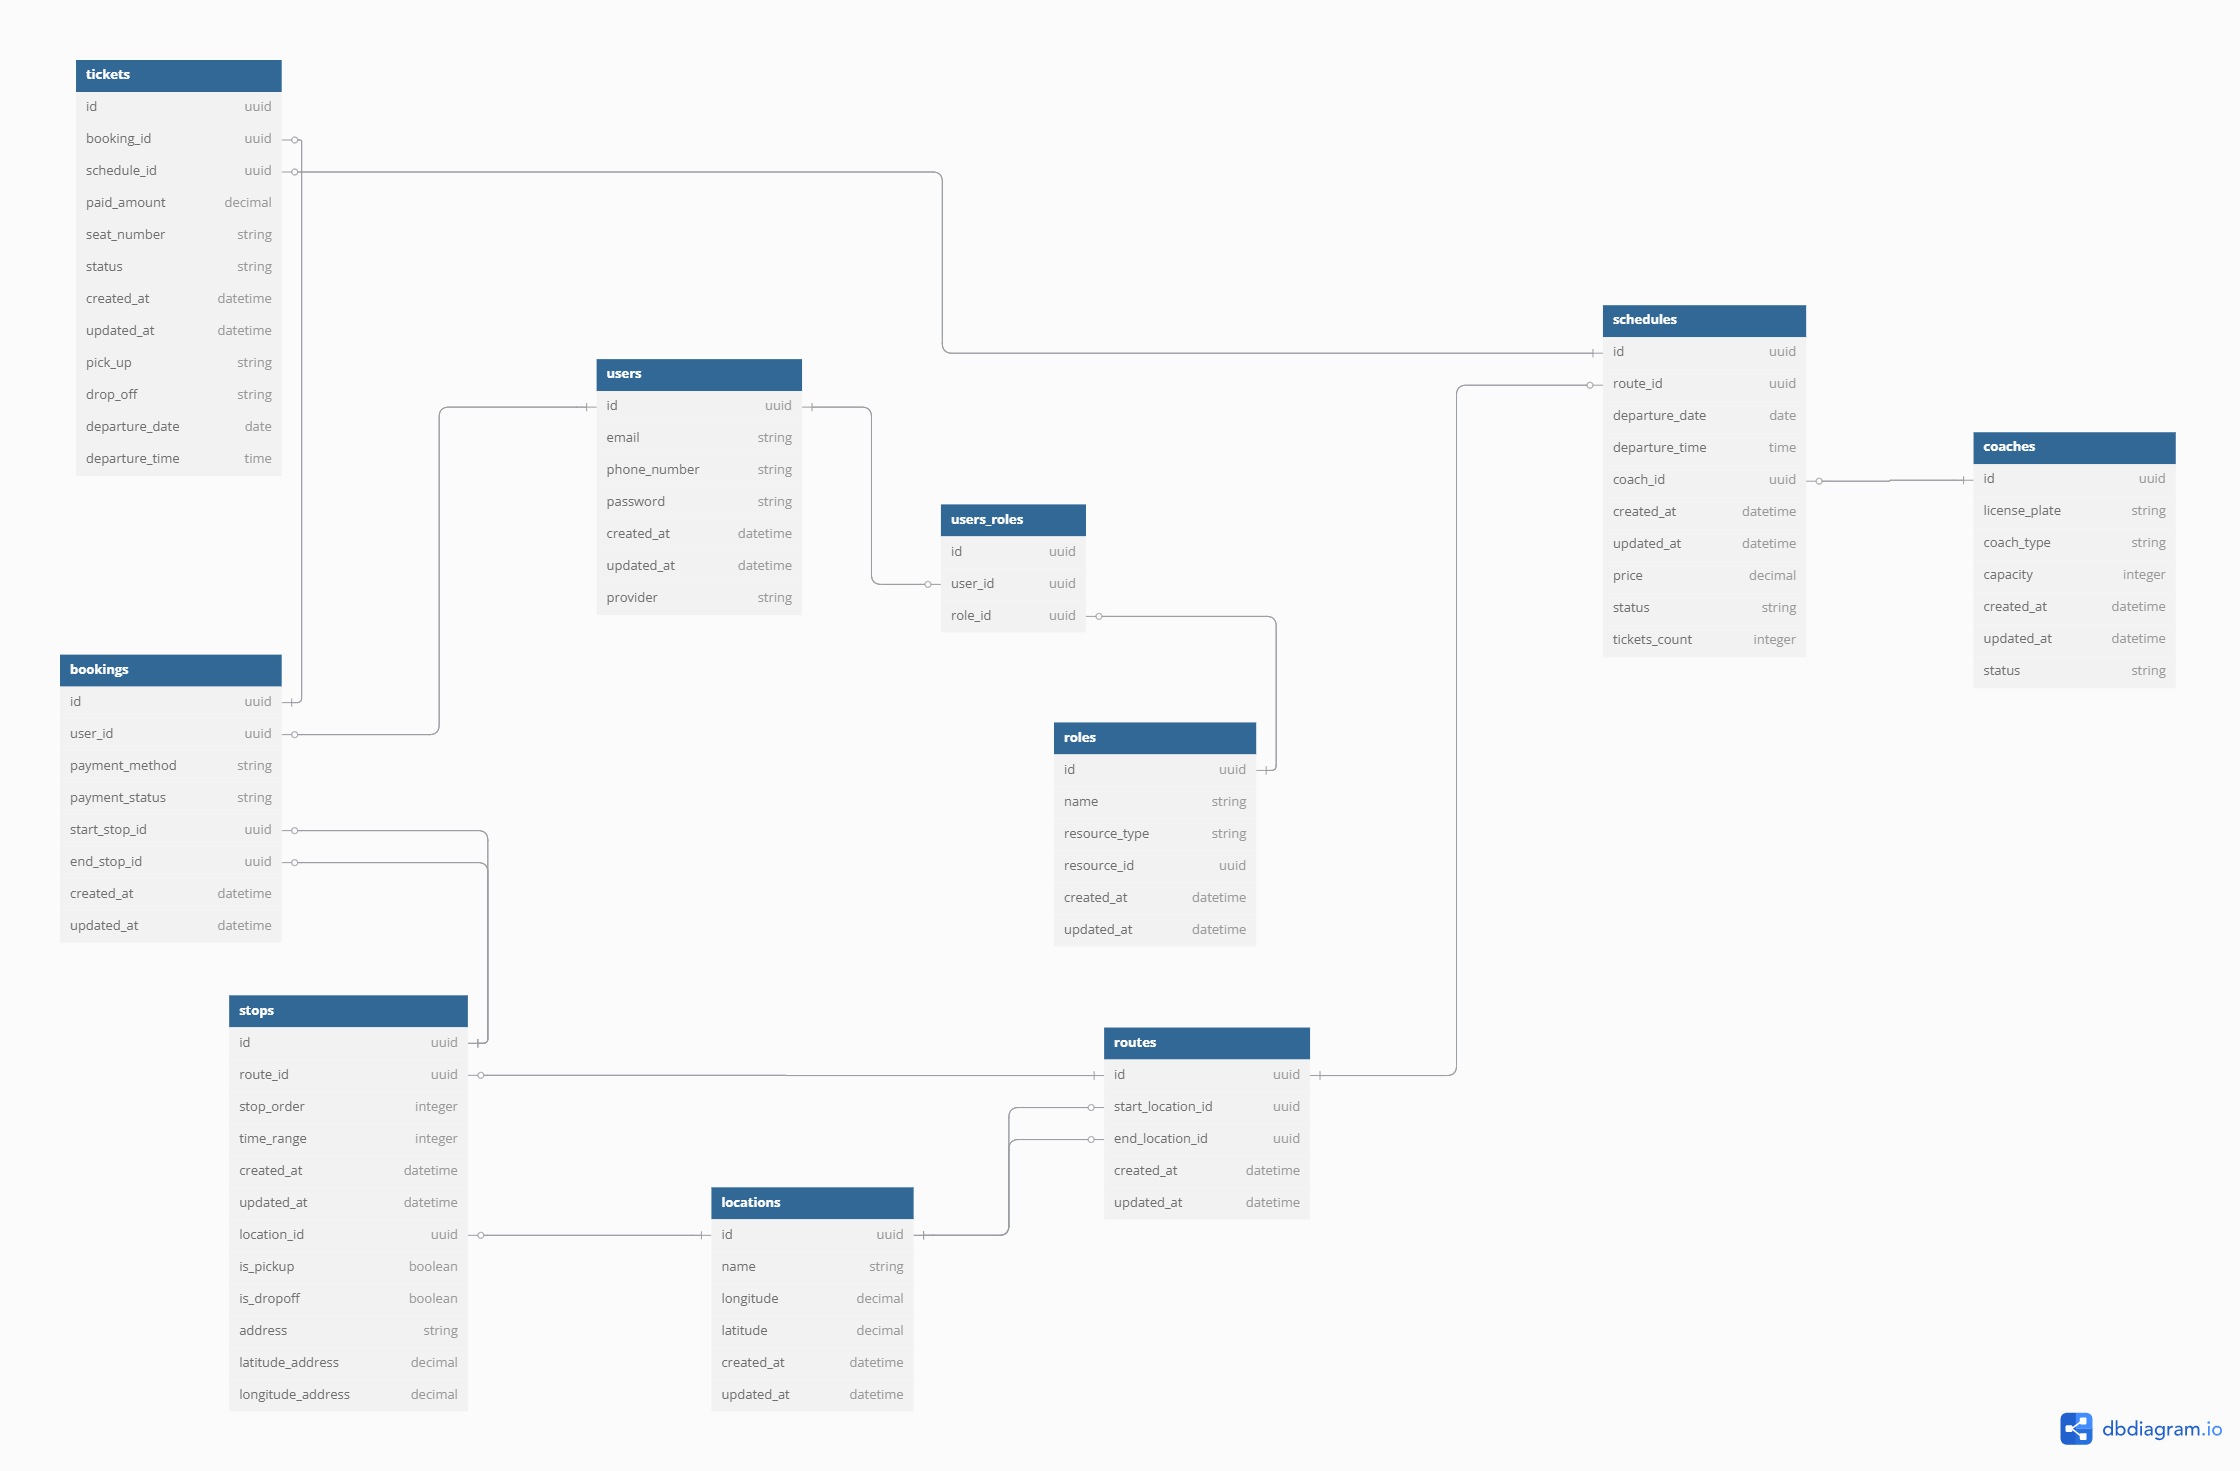 tickets
id uuid
booking_id uuid
schedule_id uuid
paid_amount decimal
seat_number string
status string
created_at datetime
updated_at datetime
pick_up string
drop_off string
departure_date date
departure_time time
users
id uuid
email string
phone_number string
password string
created_at datetime
updated_at datetime
provider string
users_roles
id uuid
user_id uuid
role_id uuid
schedules
id uuid
route_id uuid
departure_date date
departure_time time
coach_id uuid
created_at datetime
updated_at datetime
price decimal
status string
tickets_count integer
coaches
id uuid
license_plate string
coach_type string
capacity integer
created_at datetime
updated_at datetime
status string
bookings
id uuid
user_id uuid
payment_method string
payment_status string
start_stop_id uuid
end_stop_id uuid
created_at datetime
updated_at datetime
roles
id uuid
name string
resource_type string
resource_id uuid
created_at datetime
updated_at datetime
stops
id uuid
route_id uuid
stop_order integer
time_range integer
created_at datetime
updated_at datetime
location_id uuid
is_pickup boolean
is_dropoff boolean
address string
latitude_address decimal
longitude_address decimal
locations
id uuid
name string
longitude decimal
latitude decimal
created_at datetime
updated_at datetime
routes
id uuid
start_location_id uuid
end_location_id uuid
created_at datetime
updated_at datetime
dbdiagram.io